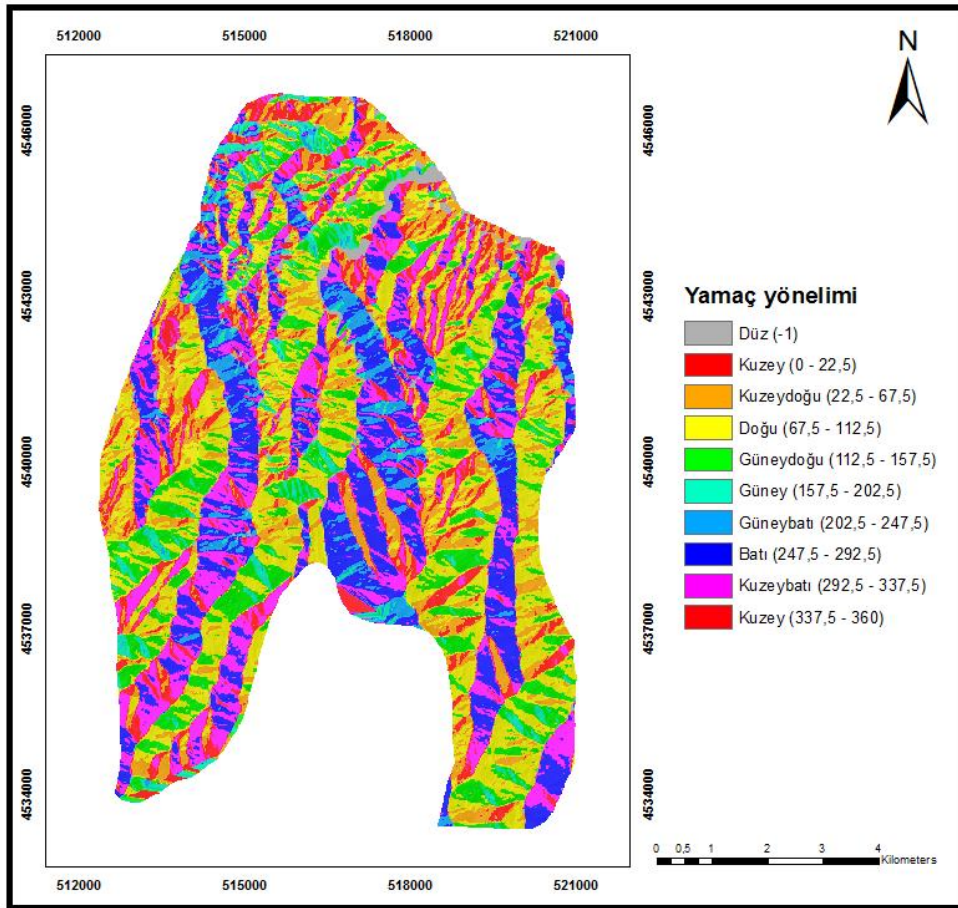 512000 515000 518000 521000
N
4546000 4546000
4543000 4543000
4540000 4540000
4537000 4537000
4534000 4534000
Yamaç yönelimi
Düz (-1)
Kuzey (0 - 22,5)
Kuzeydoğu (22,5 - 67,5)
Doğu (67,5 - 112,5)
Güneydoğu (112,5 - 157,5)
Güney (157,5 - 202,5)
Güneybatı (202,5 - 247,5)
Batı (247,5 - 292,5)
Kuzeybatı (292,5 - 337,5)
Kuzey (337,5 - 360)
0 0,5 1 2 3 4
Kilometers
512000 515000 518000 521000